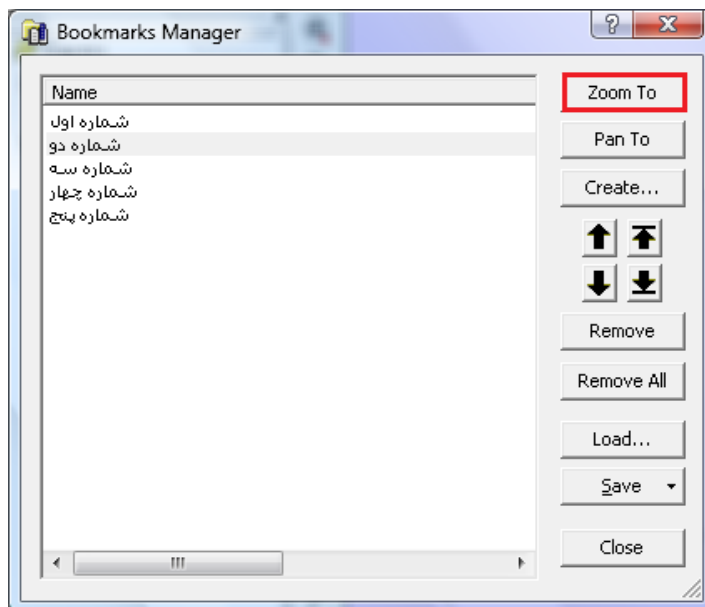 Bookmarks Manager
?
Name
شماره اول
شماره دو
شماره سه
شماره چهار
شماره پنج
Zoom To
Pan To
Create...
Remove
Remove All
Load...
Save
Close